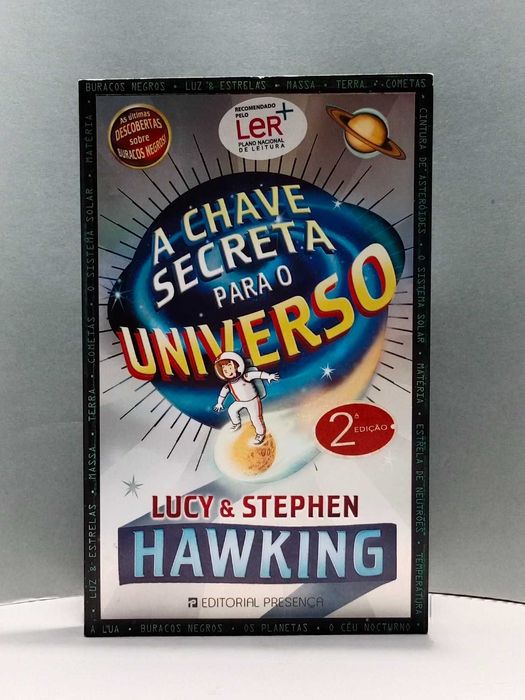 BURACOS NEGROS • LUZ & ESTRELAS • MASSA • TERRA • COMETAS
CINTURA DE ASTERÓIDES • O SISTEMA SOLAR • MATÉRIA • ESTRELA DE NEUTRÕES • TEMPERATURA
LUZ & ESTRELAS • MASSA • TERRA • COMETAS • O SISTEMA SOLAR • MATÉRIA
As últimas
DESCOBERTAS
sobre
BURACOS NEGROS!
RECOMENDADO
PELO
LeR+
PLANO NACIONAL
DE LEITURA
A CHAVE
SECRETA
PARA O
UNIVERSO
2ª
EDIÇÃO
LUCY & STEPHEN
HAWKING
EDITORIAL PRESENÇA
A LUA • BURACOS NEGROS • OS PLANETAS • O CÉU NOCTURNO